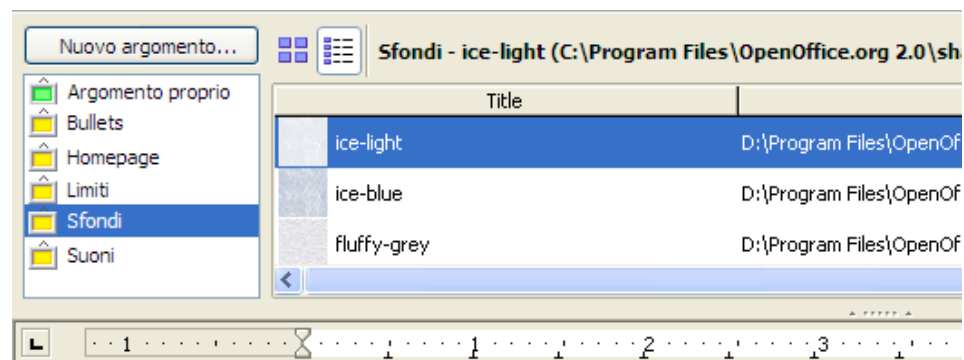 Nuovo argomento...
Sfondi - ice-light (C:\Program Files\OpenOffice.org 2.0\sh
Argomento proprio
Bullets
Homepage
Limiti
Sfondi
Suoni
Title
ice-light D:\Program Files\OpenOf
ice-blue D:\Program Files\OpenOf
fluffy-grey D:\Program Files\OpenOf
1 1 2 3